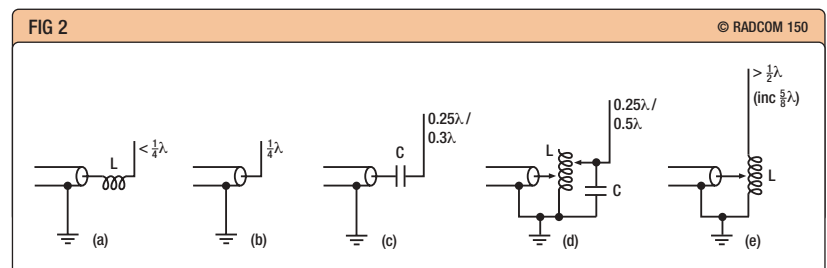 FIG 2
© RADCOM 150
L
< 1/4λ
(a)
1/4λ
(b)
C
0.25λ /
0.3λ
(c)
L
0.25λ /
0.5λ
C
(d)
> 1/2λ
(inc 5/8λ)
L
(e)